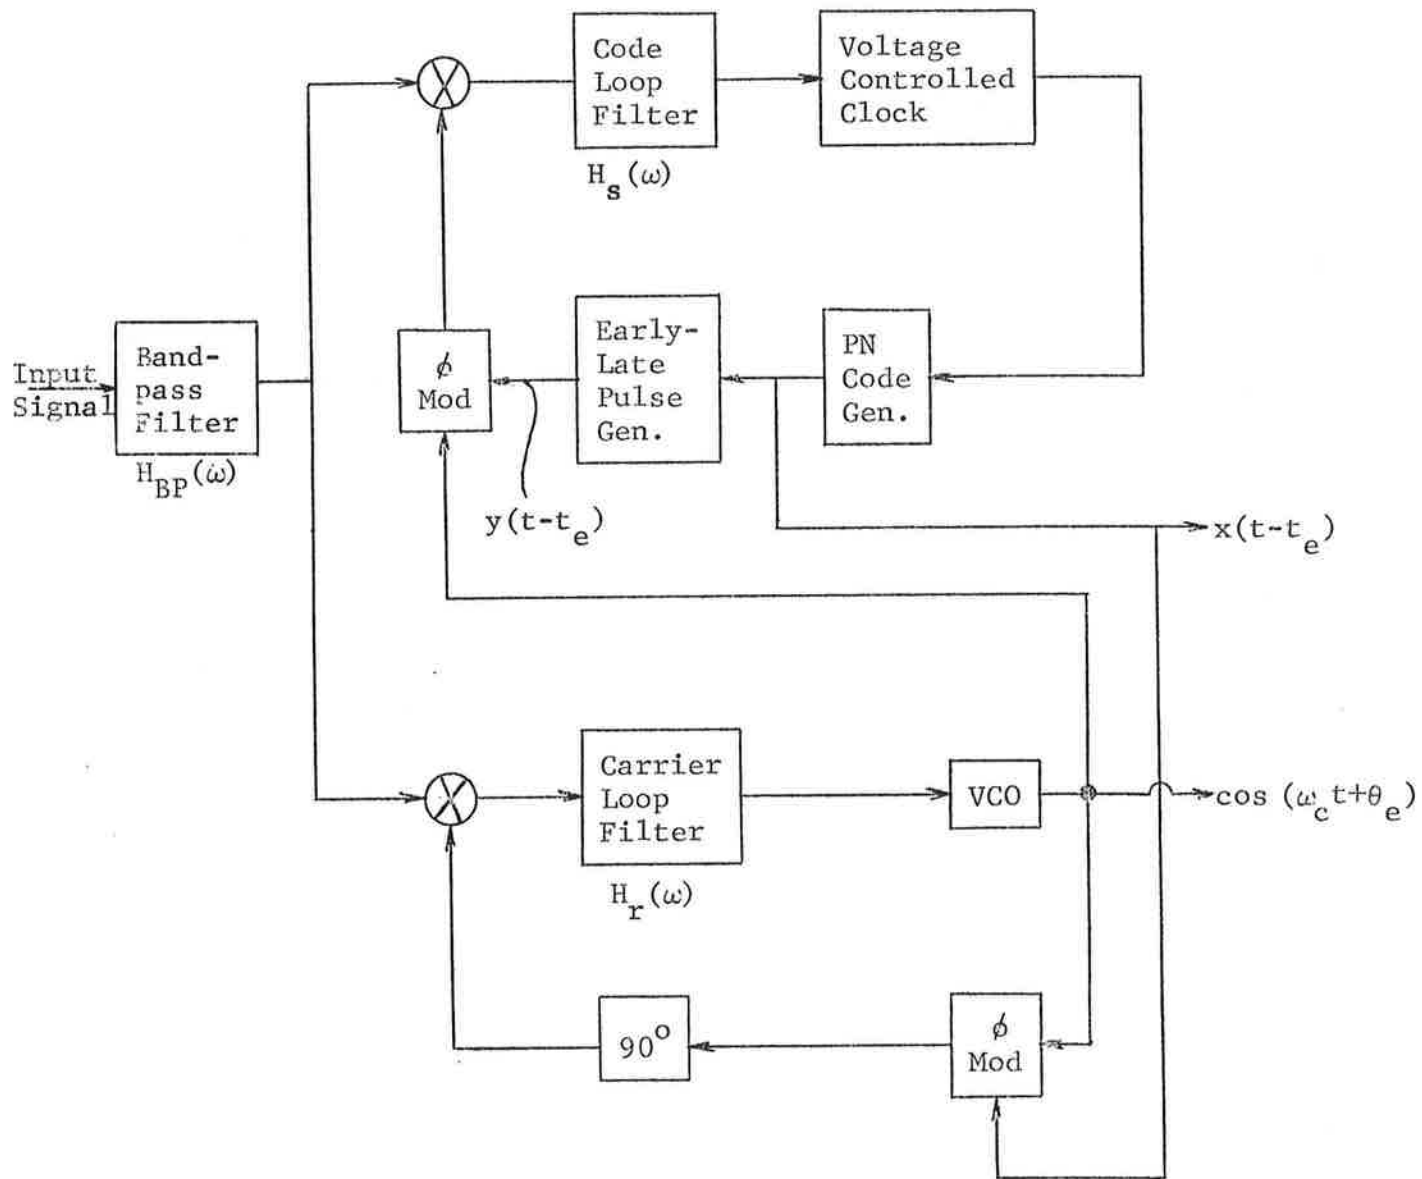 Code
Loop
Filter
H_s(ω)
Voltage
Controlled
Clock
Input
Signal
Band-
pass
Filter
H_BP(ω)
ϕ
Mod
Early-
Late
Pulse
Gen.
PN
Code
Gen.
y(t-t_e)
x(t-t_e)
Carrier
Loop
Filter
H_r(ω)
VCO
cos (ω_c t+θ_e)
90°
ϕ
Mod